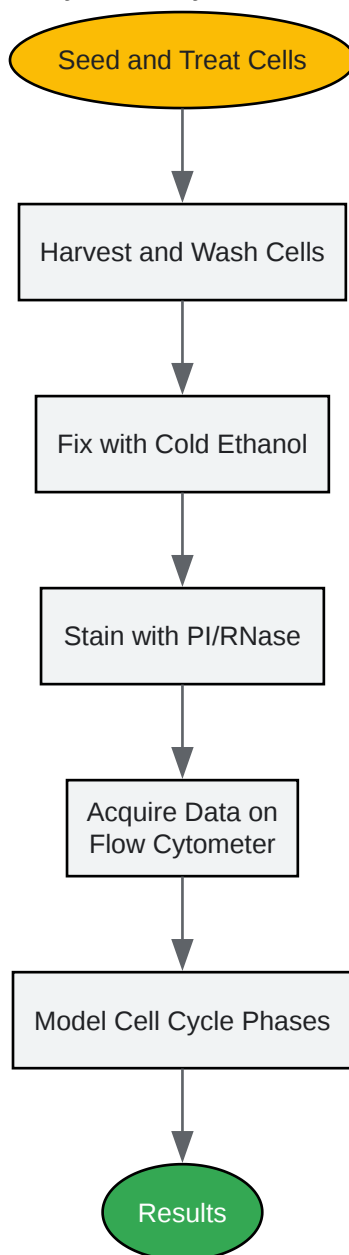 Seed and Treat Cells
Harvest and Wash Cells
Fix with Cold Ethanol
Stain with PI/RNase
Acquire Data on
Flow Cytometer
Model Cell Cycle Phases
Results